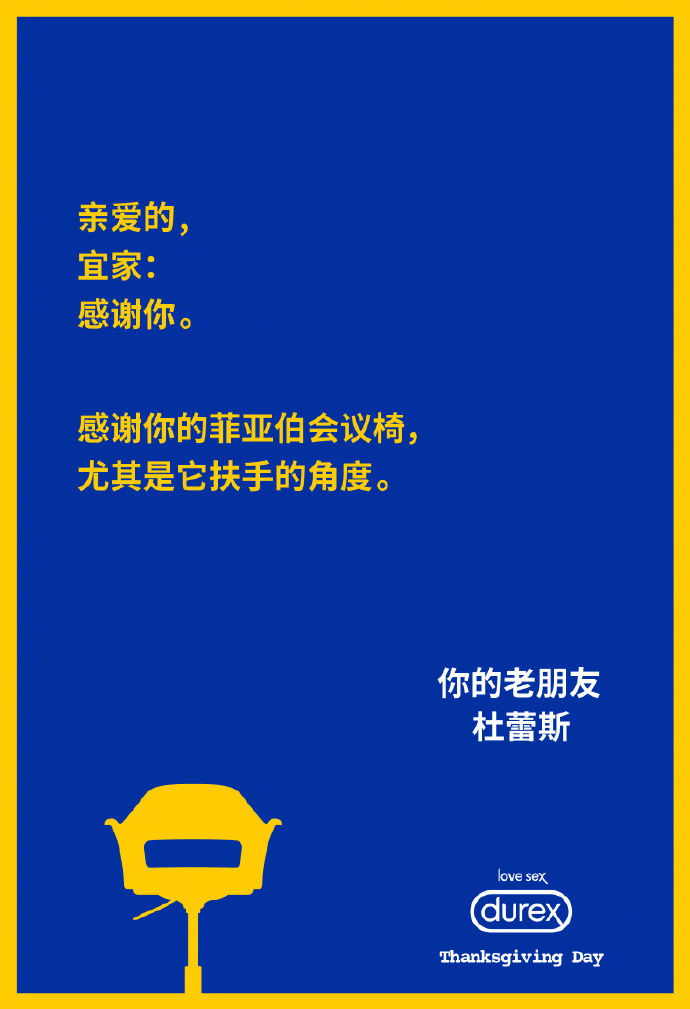 亲爱的，
宜家：
感谢你。
感谢你的菲亚伯会议椅，
尤其是它扶手的角度。
你的老朋友
杜蕾斯
love sex
durex
Thanksgiving Day